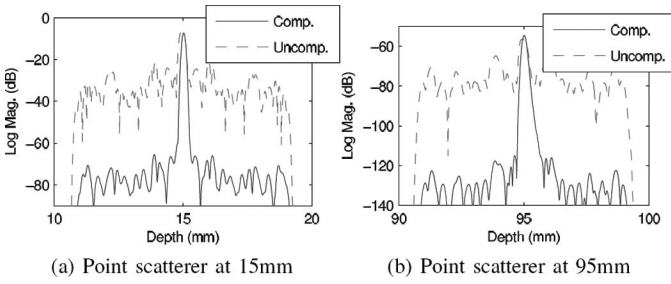 0
−20
−40
−60
−80
Log Mag. (dB)
10
15
20
Depth (mm)
Comp.
Uncomp.
(a) Point scatterer at 15mm
−60
−80
−100
−120
−140
Log Mag. (dB)
90
95
100
Depth (mm)
Comp.
Uncomp.
(b) Point scatterer at 95mm